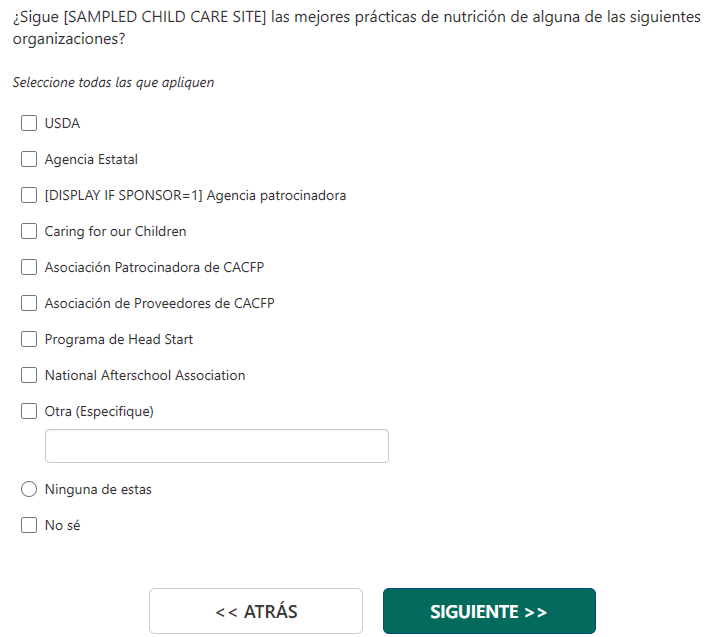 ¿Sigue [SAMPLED CHILD CARE SITE] las mejores prácticas de nutrición de alguna de las siguientes
organizaciones?
Seleccione todas las que apliquen
USDA
Agencia Estatal
[DISPLAY IF SPONSOR=1] Agencia patrocinadora
Caring for our Children
Asociación Patrocinadora de CACFP
Asociación de Proveedores de CACFP
Programa de Head Start
National Afterschool Association
Otra (Especifique)
Ninguna de estas
No sé
<< ATRÁS
SIGUIENTE >>